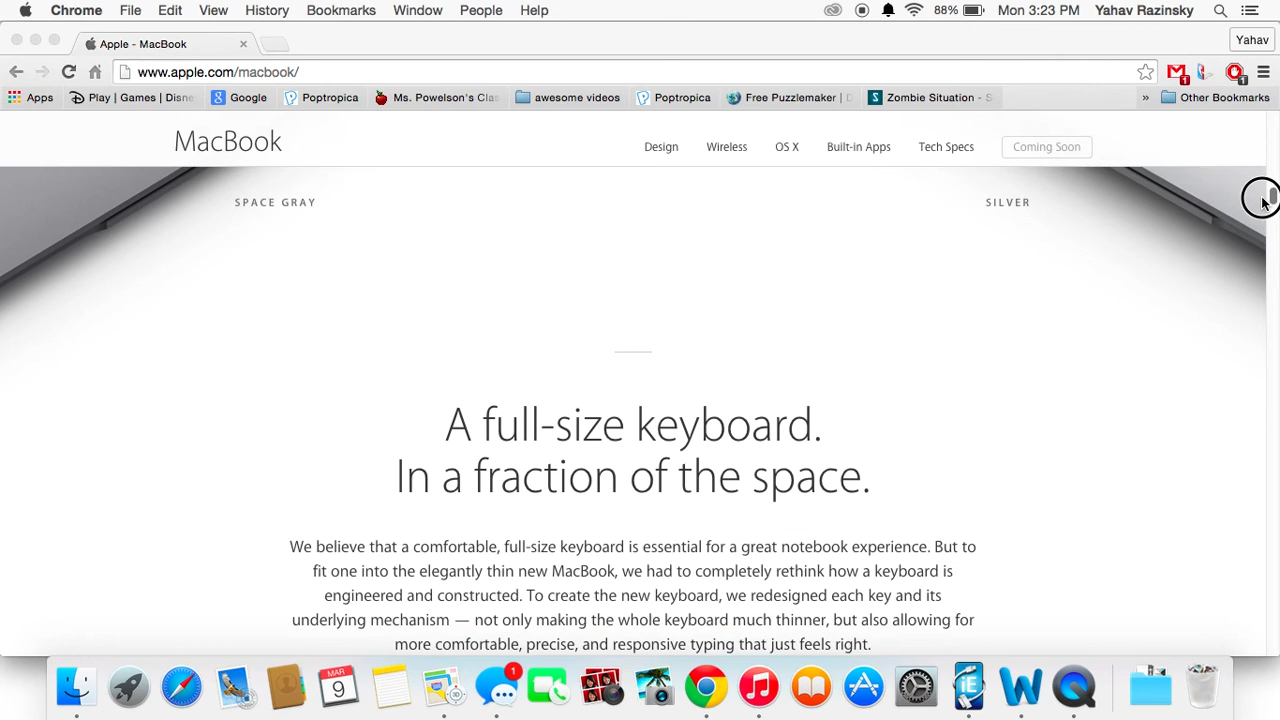 Chrome File Edit View History Bookmarks Window People Help 88% Mon 3:23 PM Yahav Razinsky
Apple - MacBook Yahav
www.apple.com/macbook/
1 1
Apps Play | Games | Disne Google Poptropica Ms. Powelson's Clas awesome videos Poptropica Free Puzzlemaker | D Zombie Situation - S » Other Bookmarks
MacBook Design Wireless OS X Built-in Apps Tech Specs Coming Soon
SPACE GRAY SILVER
A full-size keyboard.
In a fraction of the space.
We believe that a comfortable, full-size keyboard is essential for a great notebook experience. But to
fit one into the elegantly thin new MacBook, we had to completely rethink how a keyboard is
engineered and constructed. To create the new keyboard, we redesigned each key and its
underlying mechanism — not only making the whole keyboard much thinner, but also allowing for
more comfortable, precise, and responsive typing that just feels right.
MAR
9
1
3D
iE
W